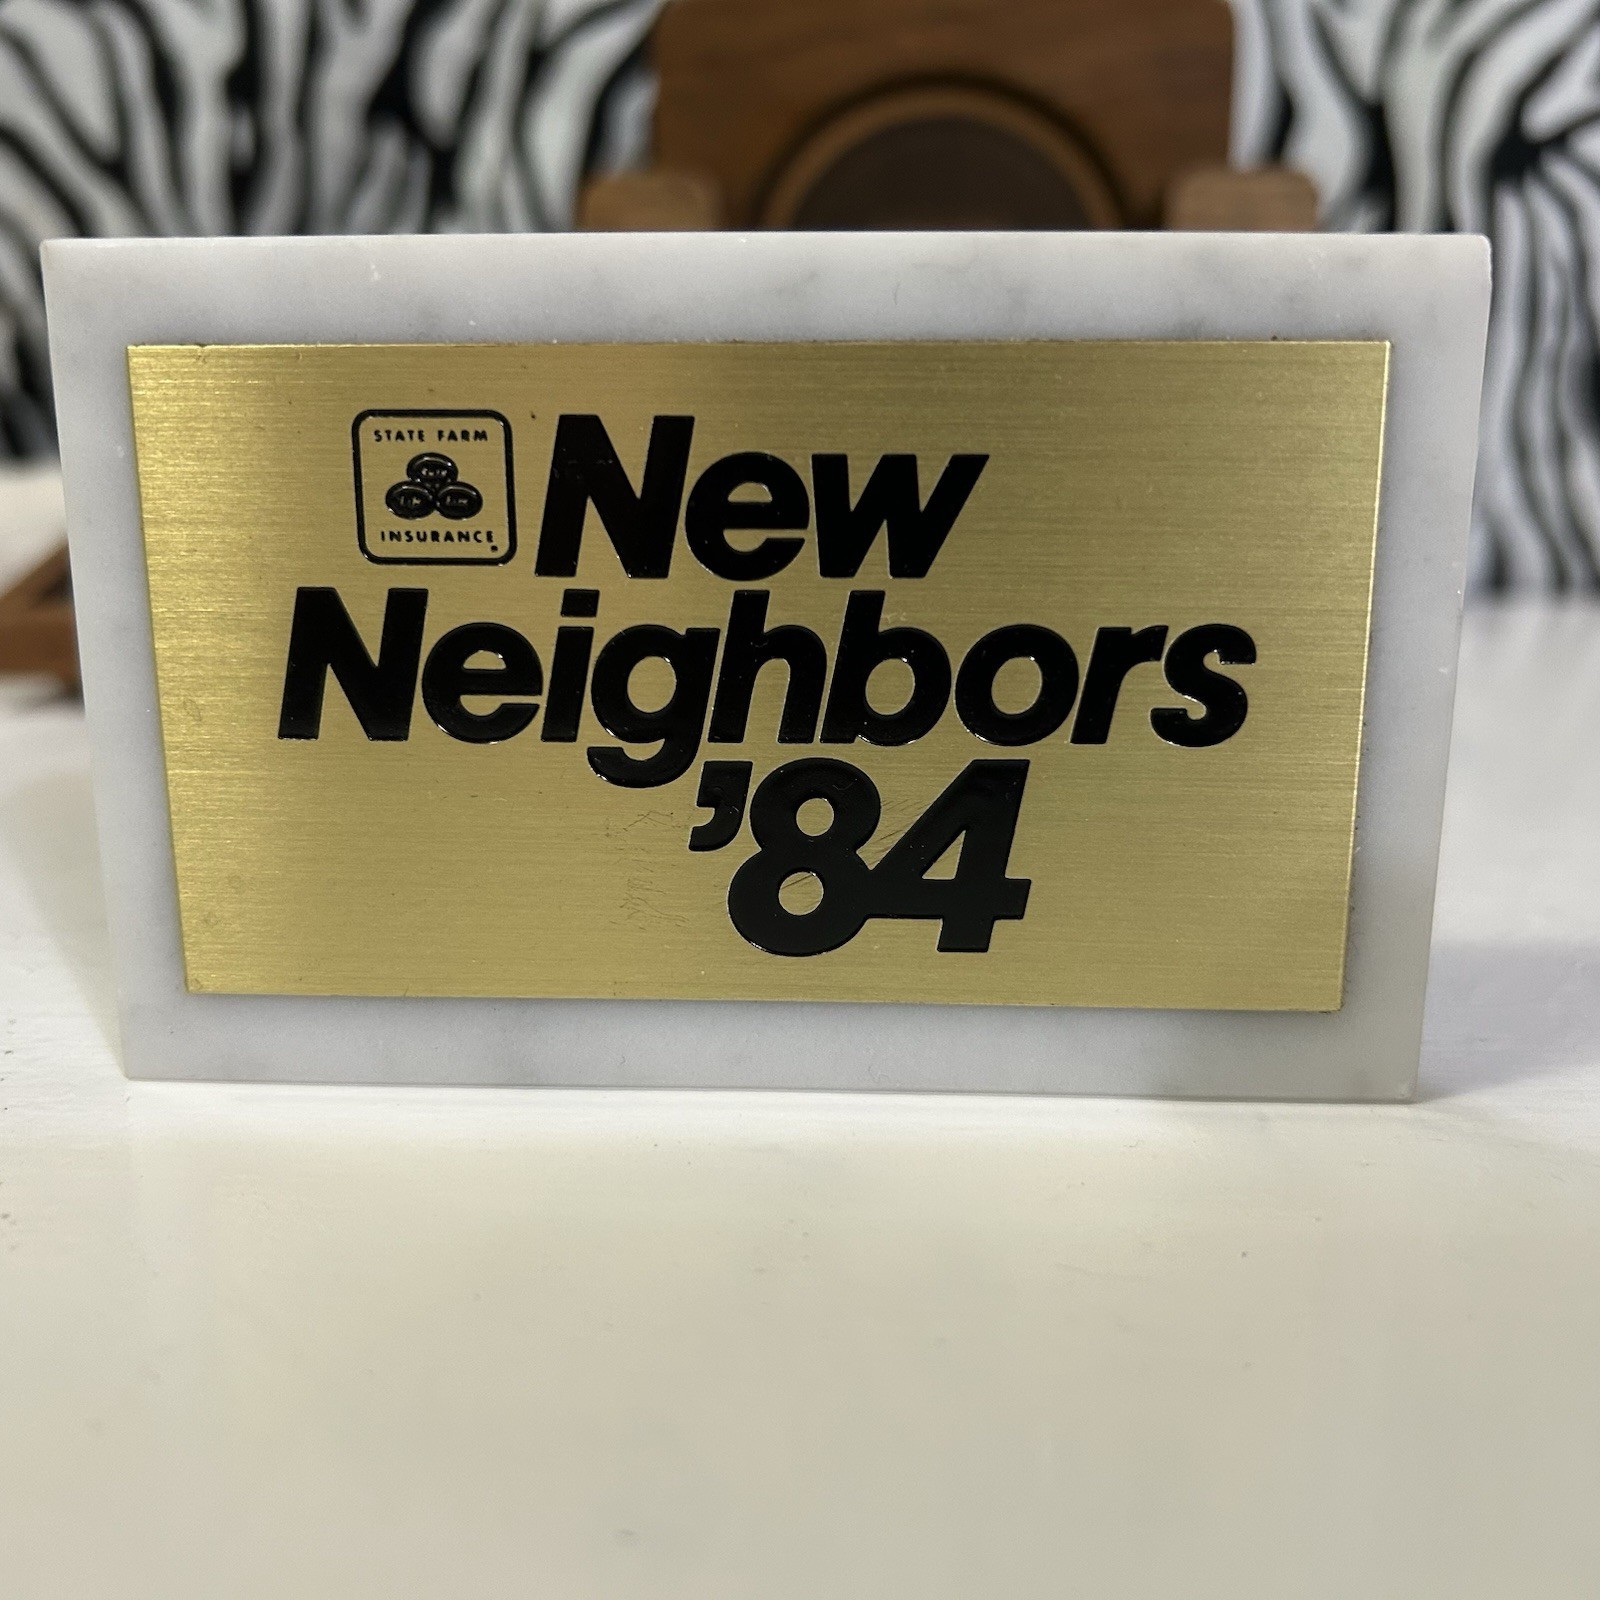 STATE FARM
INSURANCE
New
Neighbors
'84